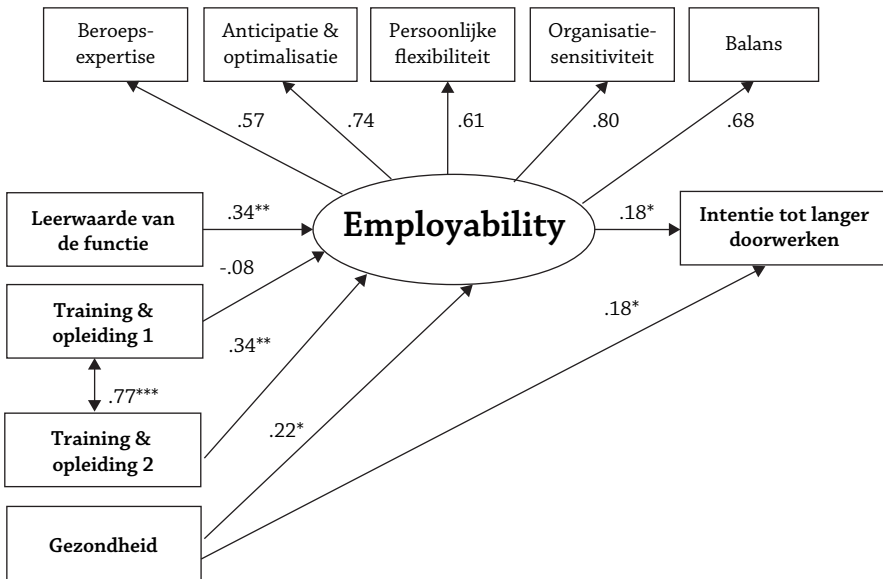 Beroeps-
expertise
Anticipatie &
optimalisatie
Persoonlijke
flexibiliteit
Organisatie-
sensitiviteit
Balans
.57
.74
.61
.80
.68
Leerwaarde van
de functie
.34**
Employability
.18*
Intentie tot langer
doorwerken
-.08
Training &
opleiding 1
.34**
.18*
.77***
Training &
opleiding 2
.22*
Gezondheid